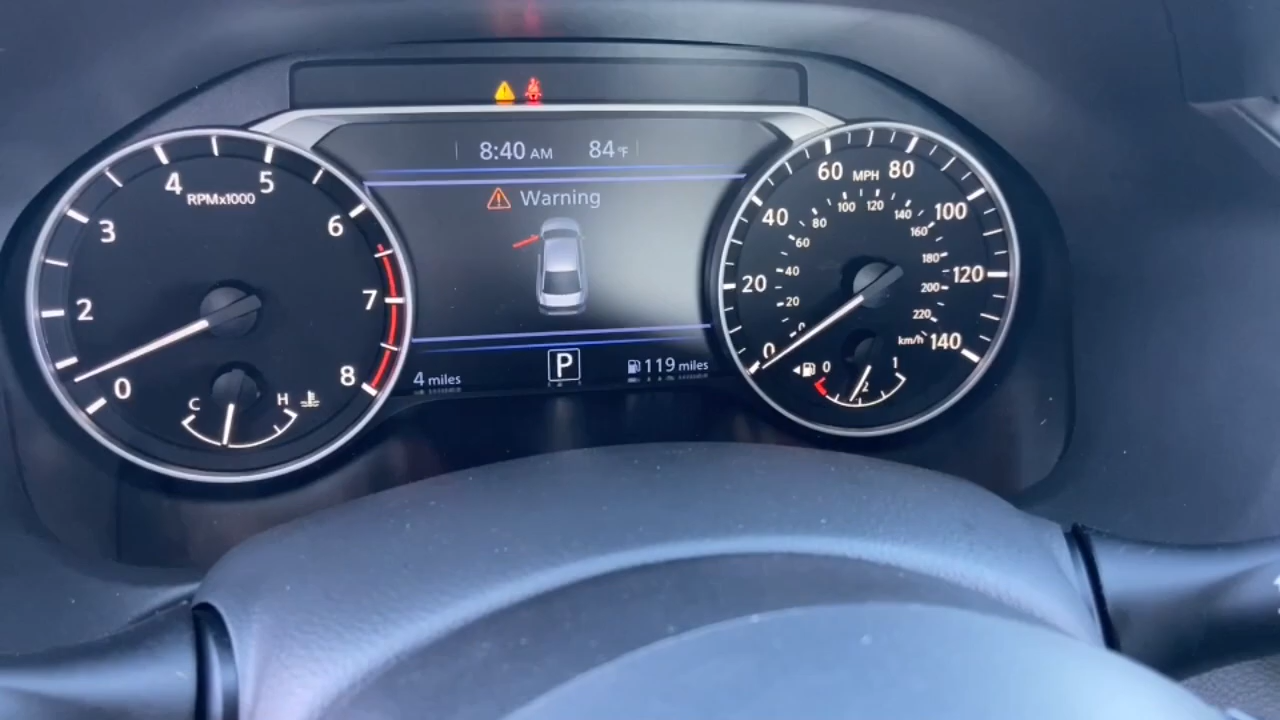 8:40 AM 84°F
Warning
4 5
RPMx1000
3 6
2 7
0 8
C H
60 MPH 80
40 100
20 120
0 140
100 120
80 140
60 160
40 180
20 200
0 220
km/h
0 1
2
4 miles P 119 miles